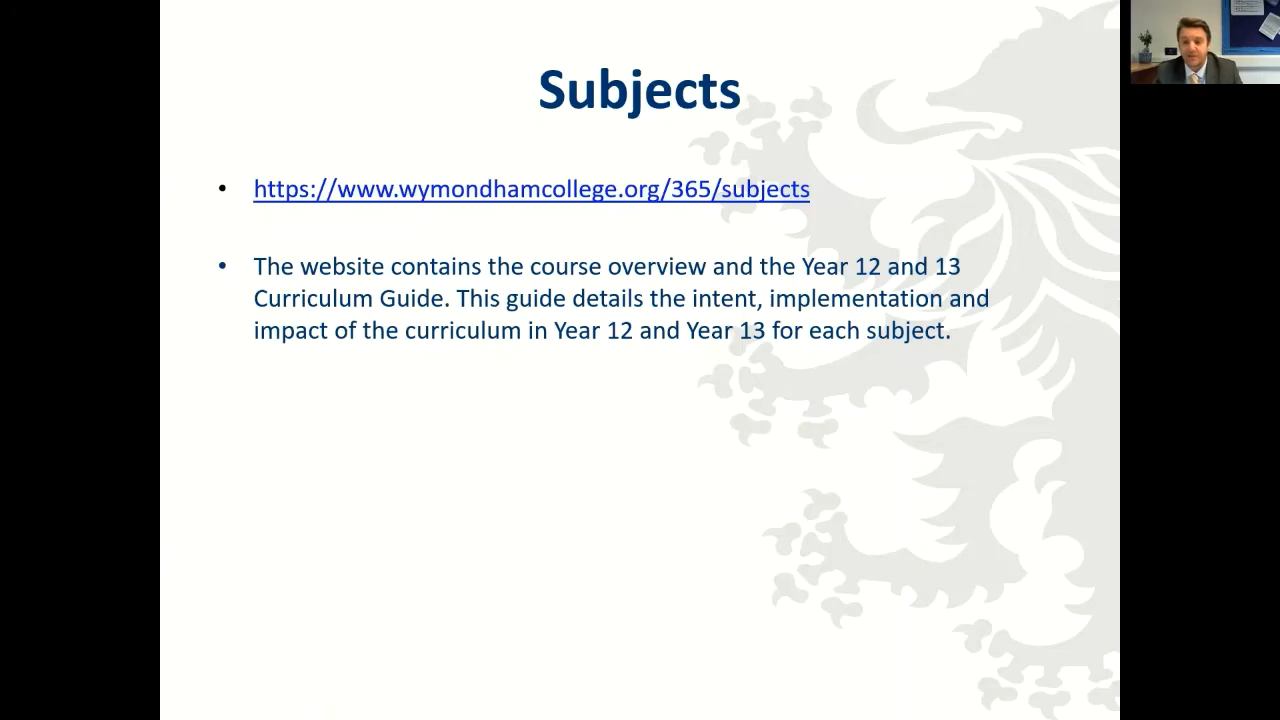 Subjects
• https://www.wymondhamcollege.org/365/subjects
• The website contains the course overview and the Year 12 and 13
Curriculum Guide. This guide details the intent, implementation and
impact of the curriculum in Year 12 and Year 13 for each subject.